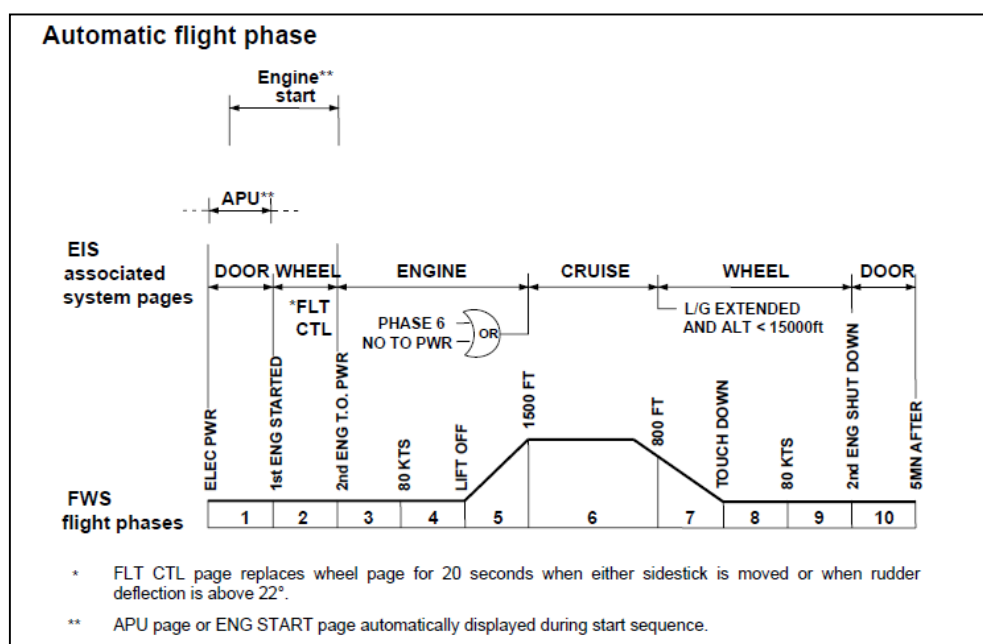 Automatic flight phase
Engine**
start
APU**
EIS
associated
system pages
DOOR WHEEL ENGINE CRUISE WHEEL DOOR
*FLT
CTL
PHASE 6
NO TO PWR
OR
L/G EXTENDED
AND ALT < 15000ft
ELEC PWR
1st ENG STARTED
2nd ENG T.O. PWR
80 KTS
LIFT OFF
1500 FT
800 FT
TOUCH DOWN
80 KTS
2nd ENG SHUT DOWN
5MN AFTER
FWS
flight phases
1 2 3 4 5 6 7 8 9 10
* FLT CTL page replaces wheel page for 20 seconds when either sidestick is moved or when rudder
deflection is above 22°.
** APU page or ENG START page automatically displayed during start sequence.